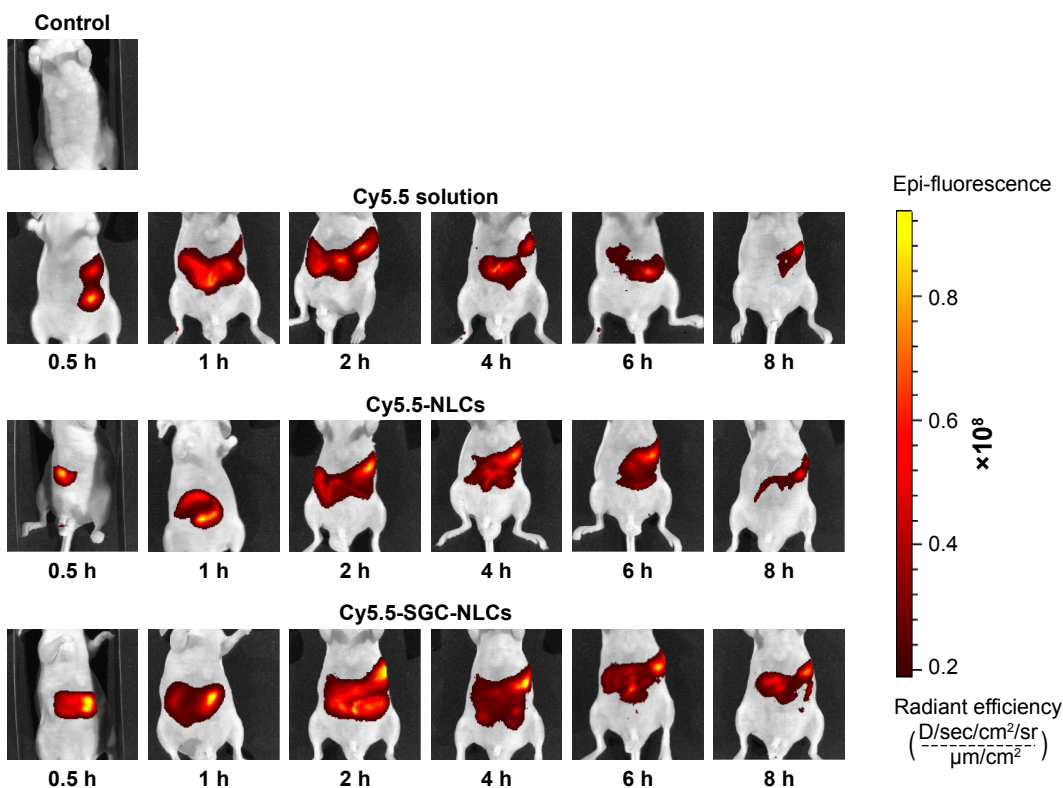 Control
Cy5.5 solution
0.5 h 1 h 2 h 4 h 6 h 8 h
Cy5.5-NLCs
0.5 h 1 h 2 h 4 h 6 h 8 h
Cy5.5-SGC-NLCs
0.5 h 1 h 2 h 4 h 6 h 8 h
Epi-fluorescence
0.8
0.6
0.4
0.2
×10⁸
Radiant efficiency
(D/sec/cm²/sr
µm/cm²)